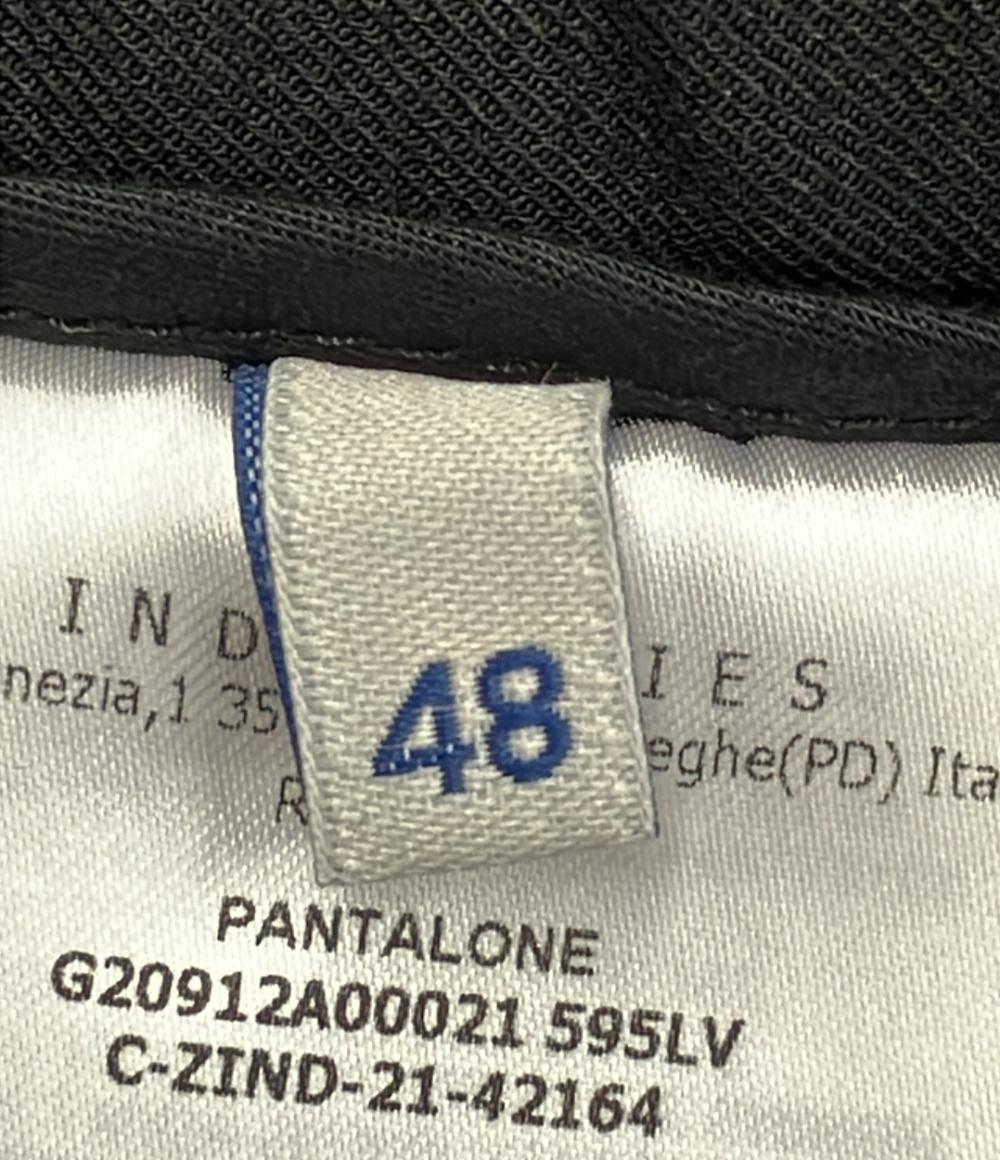 48
I N D I E S
nezia,1 35 eghe(PD) Ita
R
PANTALONE
G20912A00021 595LV
C-ZIND-21-42164